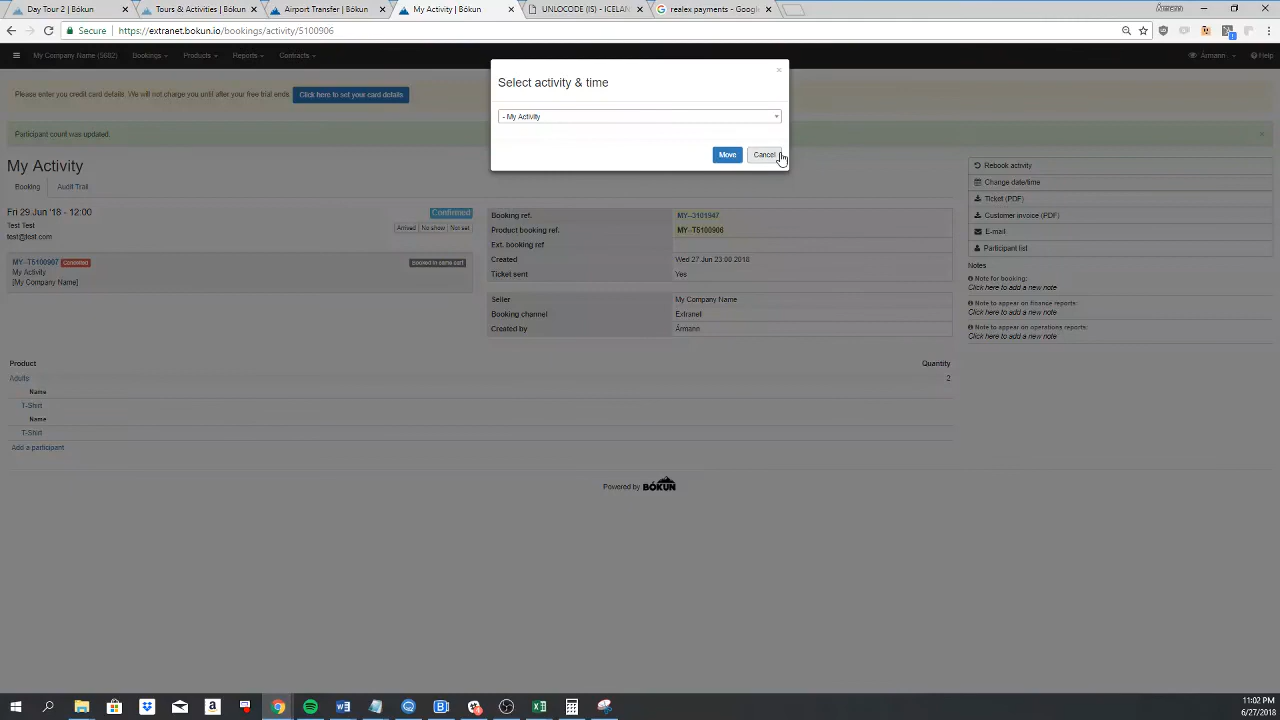 Day Tour 2 | Bókun
Tours & Activities | Bókun
Airport Transfer | Bókun
My Activity | Bókun
UNLOCODE (IS) - ICELAN
realex payments - Google
Ármann
Secure
https://extranet.bokun.io/bookings/activity/5100906
My Company Name (5682)
Bookings
Products
Reports
Contracts
Ármann
Help
Please enter you credit card details. We will not charge you until after your free trial ends.
Click here to set your card details
Participant count was updated.
Select activity & time
- My Activity
Move
Cancel
My Activity
Booking
Audit Trail
Fri 29 Jun '18 - 12:00
Confirmed
Test Test
test@test.com
Arrived
No show
Not set
MY-T5100907
Cancelled
Booked in same cart
My Activity
[My Company Name]
Booking ref.
MY-3101947
Product booking ref.
MY-T5100906
Ext. booking ref
Created
Wed 27.Jun 23:00 2018
Ticket sent
Yes
Seller
My Company Name
Booking channel
Extranet
Created by
Ármann
Rebook activity
Change date/time
Ticket (PDF)
Customer invoice (PDF)
E-mail
Participant list
Notes
Note for booking:
Click here to add a new note
Note to appear on finance reports:
Click here to add a new note
Note to appear on operations reports:
Click here to add a new note
Product
Quantity
Adults
2
Name
T-Shirt
Name
T-Shirt
Add a participant
Powered by BÓKUN
11:02 PM
6/27/2018